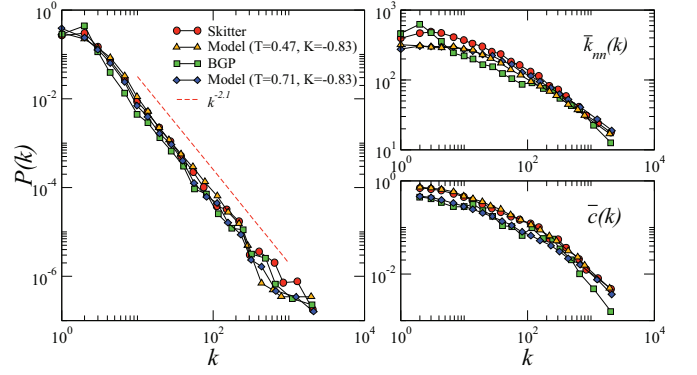 Skitter
Model (T=0.47, K=-0.83)
BGP
Model (T=0.71, K=-0.83)
k^-2.1
10^0
10^-2
10^-4
10^-6
P(k)
10^0
10^2
10^4
k
k̄nn(k)
10^3
10^2
10^1
10^0
10^2
10^4
c̄(k)
10^0
10^-2
10^-4
10^0
10^2
10^4
k